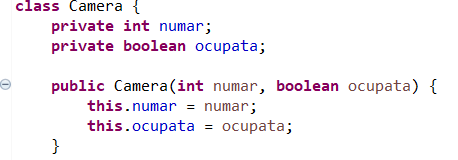 class Camera {
    private int numar;
    private boolean ocupata;

    public Camera(int numar, boolean ocupata) {
        this.numar = numar;
        this.ocupata = ocupata;
    }